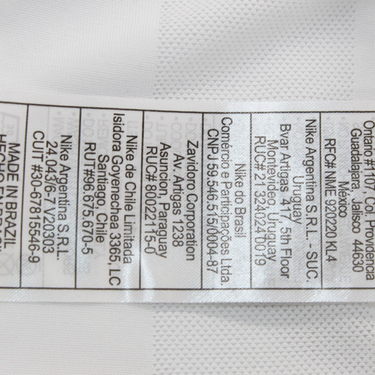 Ontario #1107, Col. Providencia
Guadalajara, Jalisco 44630
México
RFC# NME 920220 KL4
Nike Argentina S.R.L. - SUC.
Uruguay
Bvar Artigas 417, 5th Floor
Montevideo, Uruguay
RUC# 21 324024 0019
Nike do Brasil
Comércio e Participações Ltda.
CNPJ 59.546.515/0004-87
Zavidoro Corporation
Av. Artigas 1238
Asuncion, Paraguay
RUC# 80022115-0
Nike de Chile Limitada
Isidora Goyenechea 3365, LC
Santiago, Chile
RUT#96.675.670-5
Nike Argentina S.R.L.
24.043/6-7 V20303
CUIT #30-67815546-9
MADE IN BRAZIL